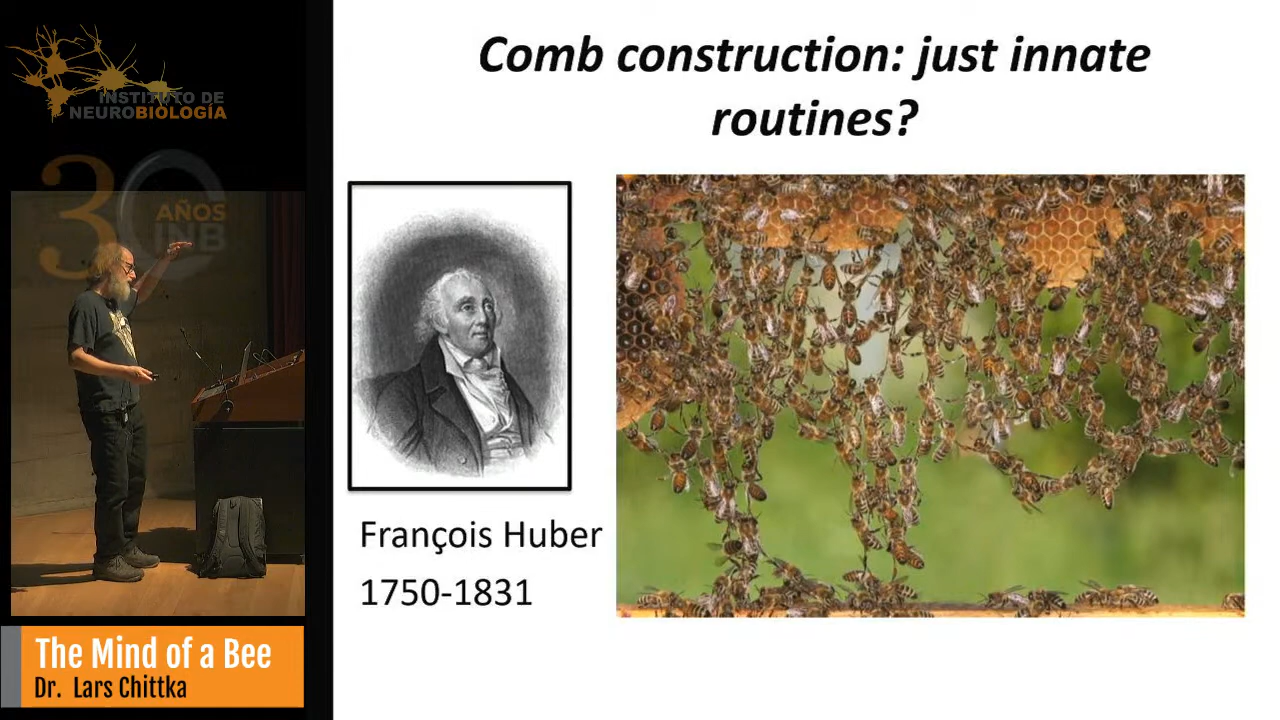 INSTITUTO DE
NEUROBIOLOGÍA
30
AÑOS
INB
Comb construction: just innate
routines?
François Huber
1750-1831
The Mind of a Bee
Dr. Lars Chittka